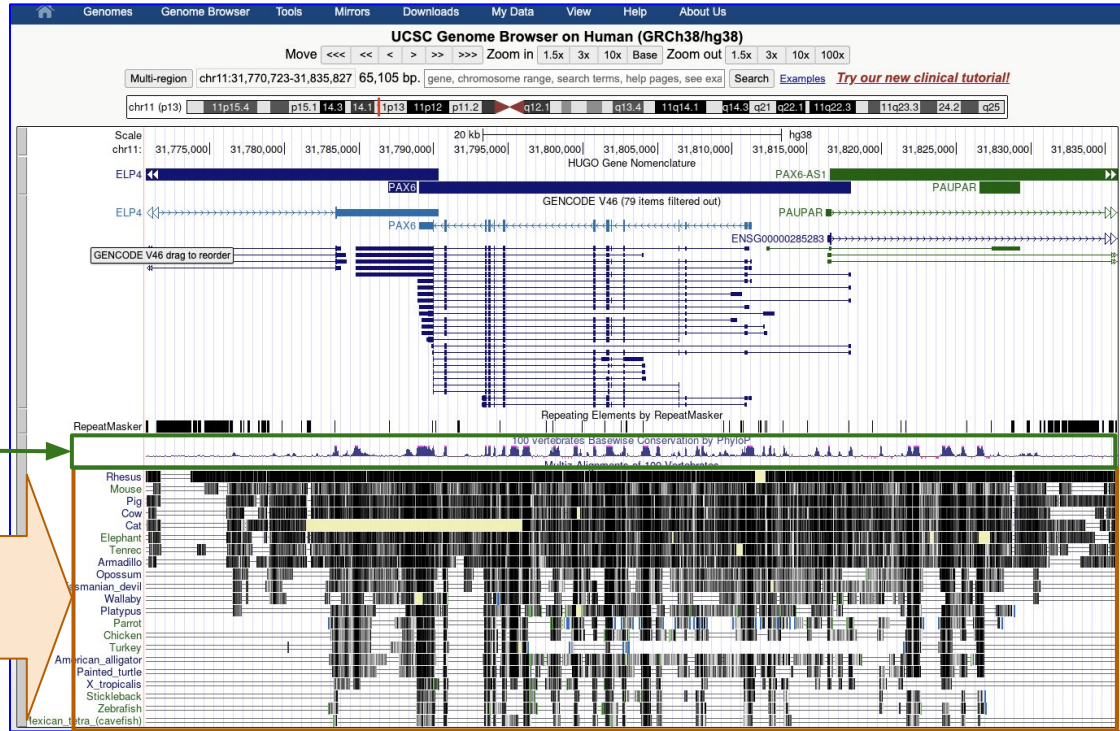 Genomes Genome Browser Tools Mirrors Downloads My Data View Help About Us
UCSC Genome Browser on Human (GRCh38/hg38)
Move <<< << < > >> >>> Zoom in 1.5x 3x 10x Base Zoom out 1.5x 3x 10x 100x
Multi-region chr11:31,770,723-31,835,827 65,105 bp. gene, chromosome range, search terms, help pages, see exa Search Examples Try our new clinical tutorial!
chr11 (p13) 11p15.4 p15.1 14.3 14.1 1p13 11p12 p11.2 q12.1 q13.4 11q14.1 q14.3 q21 q22.1 11q22.3 11q23.3 24.2 q25
Scale 20 kb hg38
chr11: 31,775,000 31,780,000 31,785,000 31,790,000 31,795,000 31,800,000 31,805,000 31,810,000 31,815,000 31,820,000 31,825,000 31,830,000 31,835,000
HUGO Gene Nomenclature
ELP4 PAX6-AS1
PAX6 PAUPAR
GENCODE V46 (79 items filtered out)
ELP4 PAUPAR
PAX6
ENSG00000285283
GENCODE V46 drag to reorder
Repeating Elements by RepeatMasker
RepeatMasker
100 vertebrates Basewise Conservation by PhyloP
Multiz Alignments of 100 Vertebrates
Rhesus
Mouse
Pig
Cow
Cat
Elephant
Tenrec
Armadillo
Opossum
asmanian_devil
Wallaby
Platypus
Parrot
Chicken
Turkey
American_alligator
Painted_turtle
X_tropicalis
Stickleback
Zebrafish
Mexican_tetra_(cavefish)